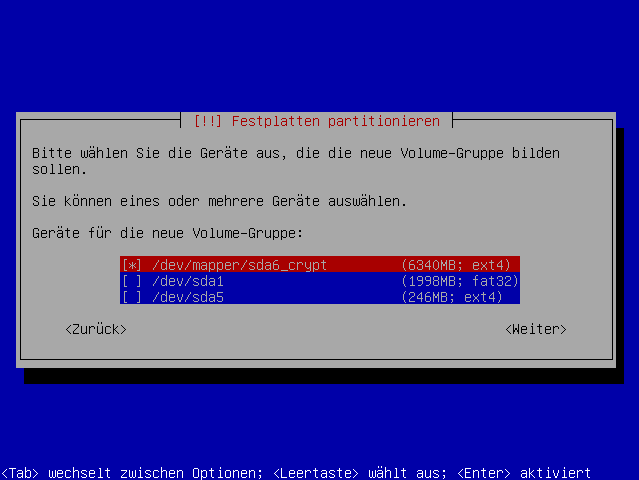 [!!] Festplatten partitionieren
Bitte wählen Sie die Geräte aus, die die neue Volume-Gruppe bilden
sollen.
Sie können eines oder mehrere Geräte auswählen.
Geräte für die neue Volume-Gruppe:
[*] /dev/mapper/sda6_crypt (6340MB; ext4)
[ ] /dev/sda1 (1998MB; fat32)
[ ] /dev/sda5 (246MB; ext4)
<Zurück> <Weiter>
<Tab> wechselt zwischen Optionen; <Leertaste> wählt aus; <Enter> aktiviert